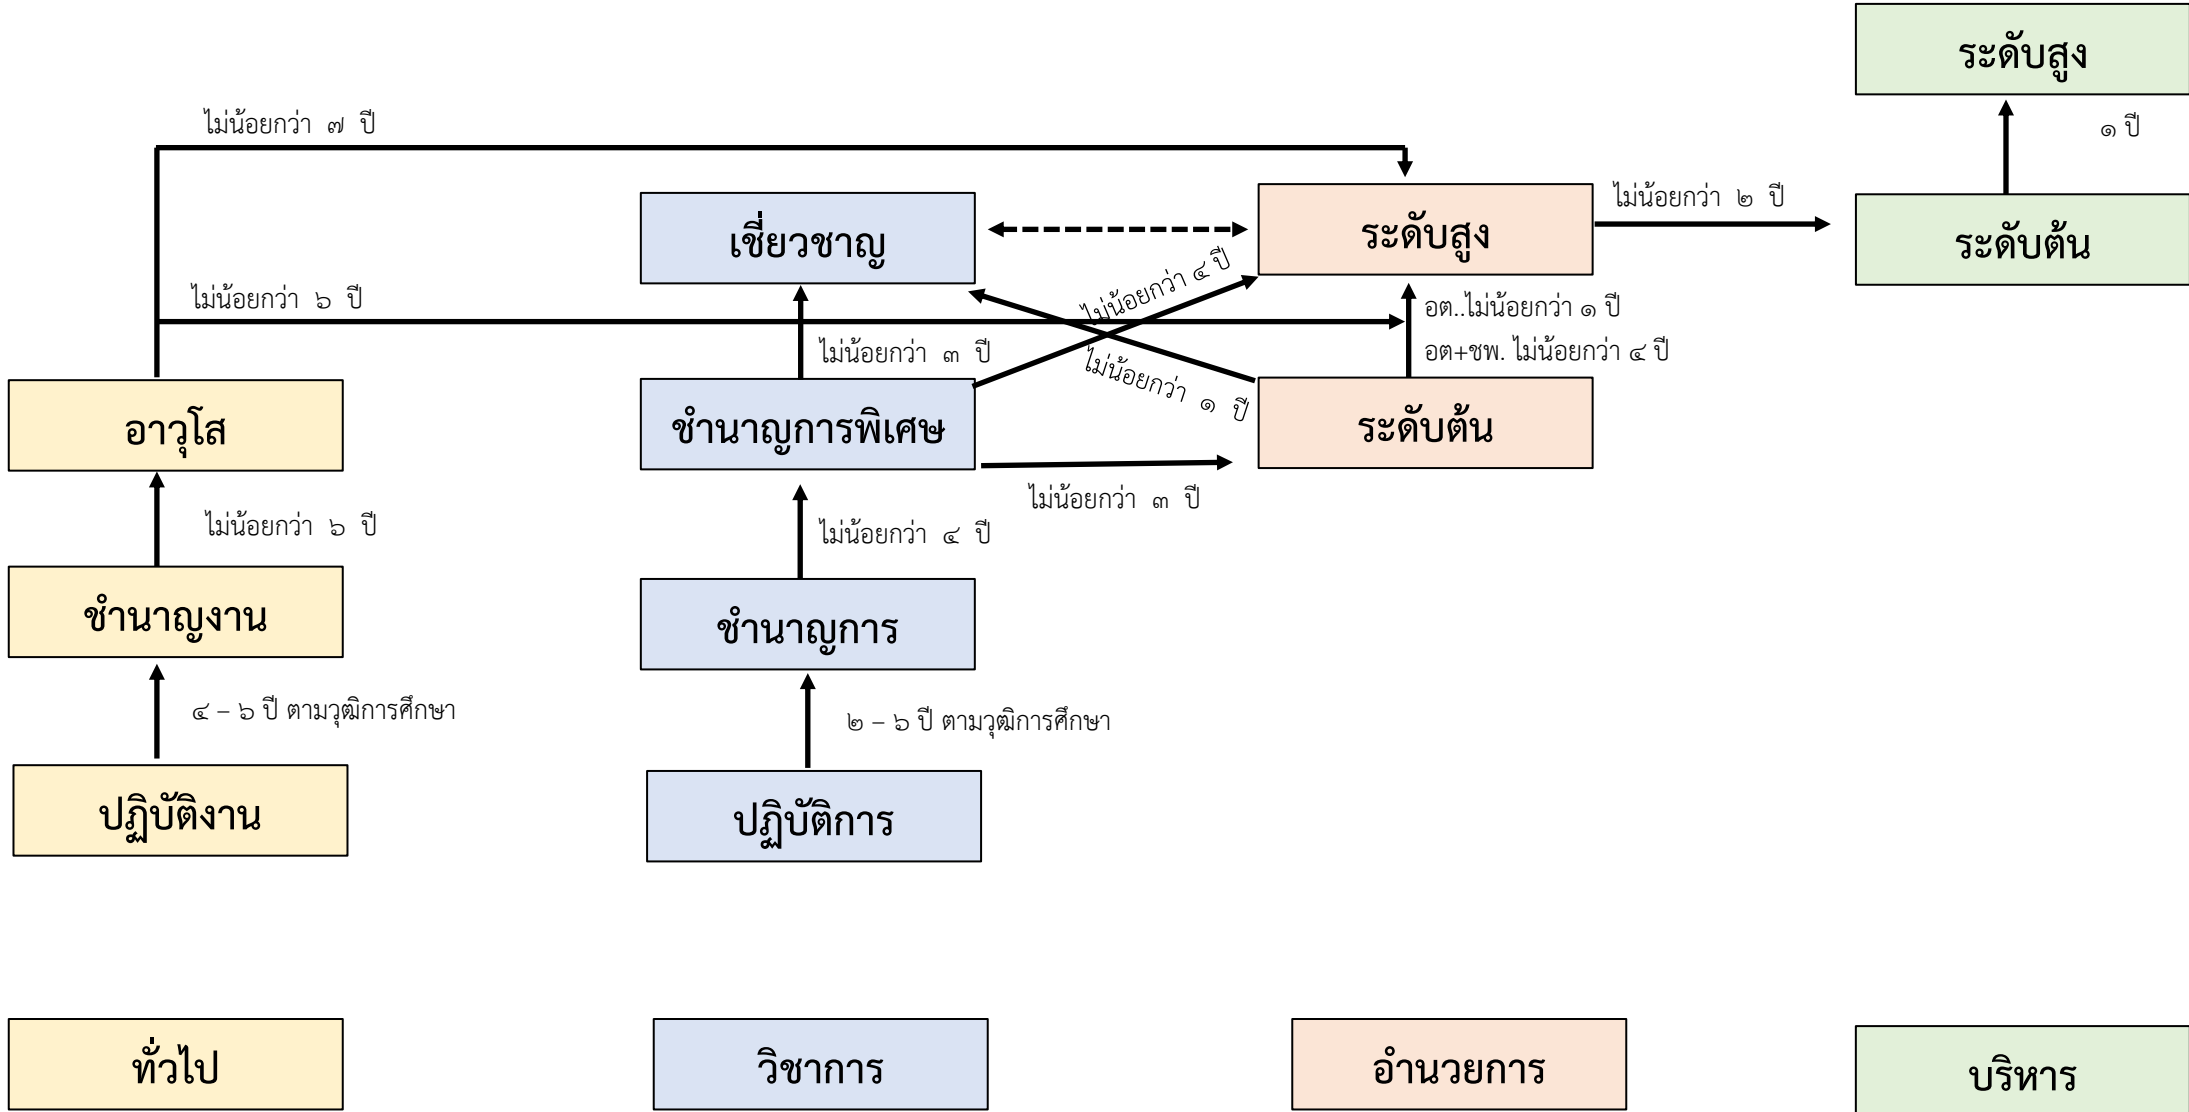 ระดับสูง
ไม่น้อยกว่า ๗ ปี
๑ ปี
เชี่ยวชาญ
ระดับสูง
ไม่น้อยกว่า ๒ ปี
ระดับต้น
ไม่น้อยกว่า ๖ ปี
ไม่น้อยกว่า ๔ ปี
อต..ไม่น้อยกว่า ๑ ปี
ไม่น้อยกว่า ๓ ปี
ไม่น้อยกว่า ๑ ปี
อต+ชพ. ไม่น้อยกว่า ๔ ปี
อาวุโส
ชำนาญการพิเศษ
ระดับต้น
ไม่น้อยกว่า ๖ ปี
ไม่น้อยกว่า ๔ ปี
ไม่น้อยกว่า ๓ ปี
ชำนาญงาน
ชำนาญการ
๔ – ๖ ปี ตามวุฒิการศึกษา
๒ – ๖ ปี ตามวุฒิการศึกษา
ปฏิบัติงาน
ปฏิบัติการ
ทั่วไป
วิชาการ
อำนวยการ
บริหาร